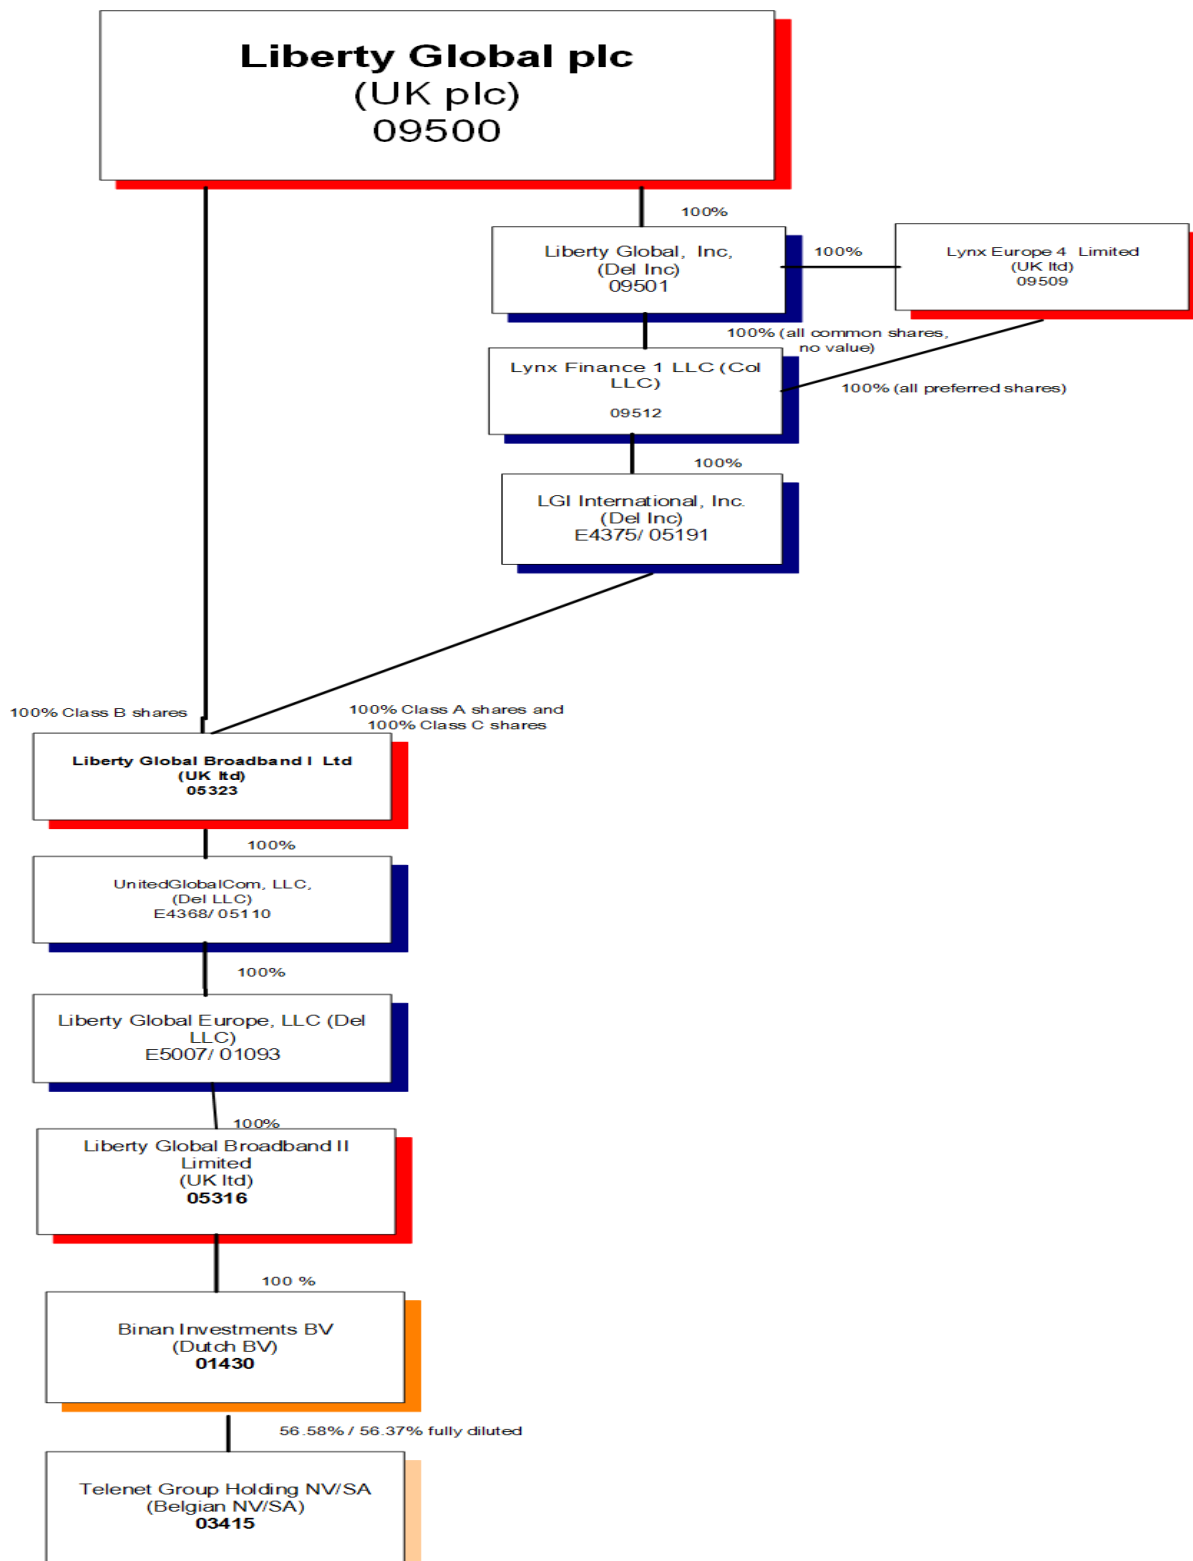 Liberty Global plc
(UK plc)
09500
100%
Liberty Global,  Inc,
(Del Inc)
09501
100%
Lynx Europe 4  Limited
(UK ltd)
09509
100% (all common shares,
no value)
Lynx Finance 1 LLC (Col
LLC)
09512
100% (all preferred shares)
100%
LGI International, Inc.
(Del Inc)
E4375/ 05191
100% Class B shares
100% Class A shares and
100% Class C shares
Liberty Global Broadband I  Ltd
(UK ltd)
05323
100%
UnitedGlobalCom, LLC,
(Del LLC)
E4368/ 05110
100%
Liberty Global Europe, LLC (Del
LLC)
E5007/ 01093
100%
Liberty Global Broadband II
Limited
(UK ltd)
05316
100 %
Binan Investments BV
(Dutch BV)
01430
56.58% / 56.37% fully diluted
Telenet Group Holding NV/SA
(Belgian NV/SA)
03415